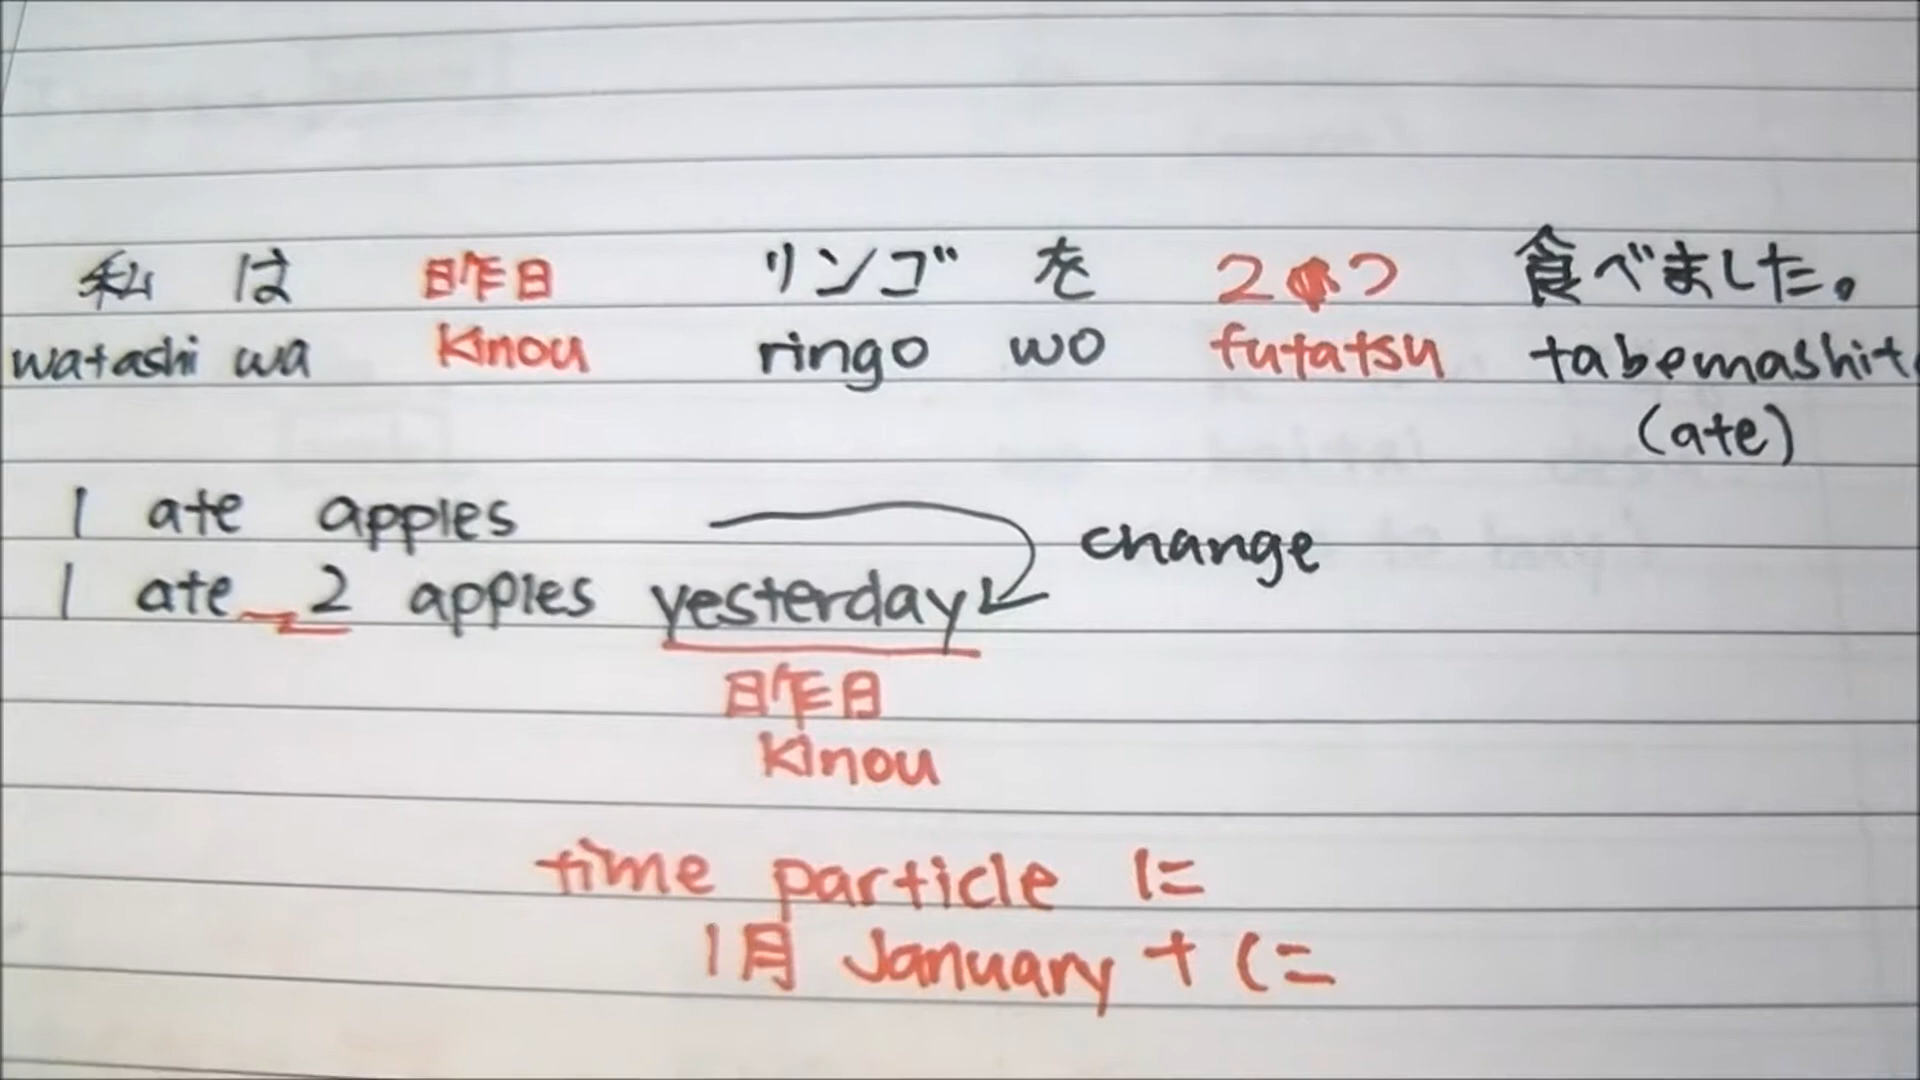 私 は 昨日 リンゴ を 2つ 食べました。
watashi wa kinou ringo wo futatsu tabemashit
(ate)
I ate apples
change
I ate 2 apples yesterday
昨日
kinou
time particle に
1月 January + に